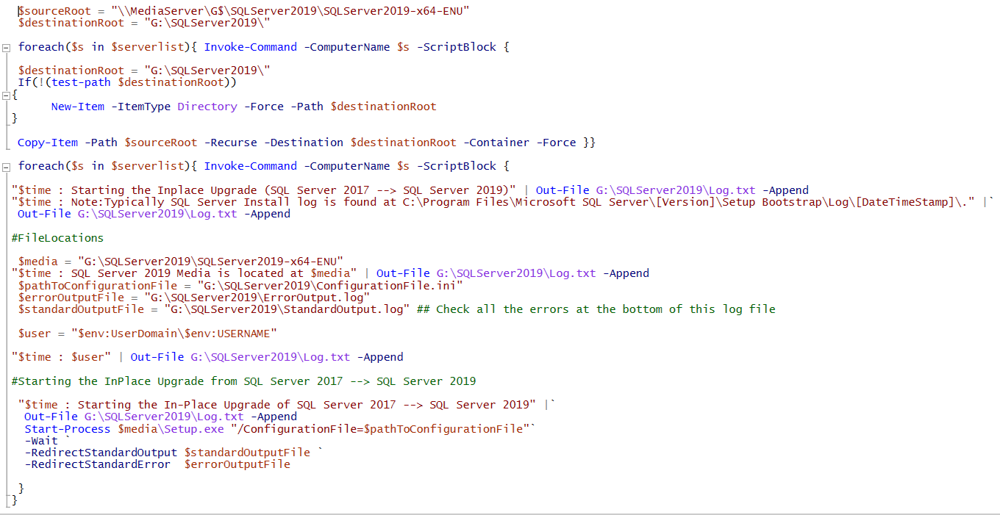 $sourceRoot = "\\MediaServer\G$\SQLServer2019\SQLServer2019-x64-ENU"
$destinationRoot = "G:\SQLServer2019\"
foreach($s in $serverlist){ Invoke-Command -ComputerName $s -ScriptBlock {
$destinationRoot = "G:\SQLServer2019\"
If(!(test-path $destinationRoot))
{
New-Item -ItemType Directory -Force -Path $destinationRoot
}
Copy-Item -Path $sourceRoot -Recurse -Destination $destinationRoot -Container -Force }}
foreach($s in $serverlist){ Invoke-Command -ComputerName $s -ScriptBlock {
"$time : Starting the Inplace Upgrade (SQL Server 2017 --> SQL Server 2019)" | Out-File G:\SQLServer2019\Log.txt -Append
"$time : Note:Typically SQL Server Install log is found at C:\Program Files\Microsoft SQL Server\[Version]\Setup Bootstrap\Log\[DateTimeStamp]\." |`
Out-File G:\SQLServer2019\Log.txt -Append
#FileLocations
$media = "G:\SQLServer2019\SQLServer2019-x64-ENU"
"$time : SQL Server 2019 Media is located at $media" | Out-File G:\SQLServer2019\Log.txt -Append
$pathToConfigurationFile = "G:\SQLServer2019\ConfigurationFile.ini"
$errorOutputFile = "G:\SQLServer2019\ErrorOutput.log"
$standardOutputFile = "G:\SQLServer2019\StandardOutput.log" ## Check all the errors at the bottom of this log file
$user = "$env:UserDomain\$env:USERNAME"
"$time : $user" | Out-File G:\SQLServer2019\Log.txt -Append
#Starting the InPlace Upgrade from SQL Server 2017 --> SQL Server 2019
"$time : Starting the In-Place Upgrade of SQL Server 2017 --> SQL Server 2019" |`
Out-File G:\SQLServer2019\Log.txt -Append
Start-Process $media\Setup.exe "/ConfigurationFile=$pathToConfigurationFile"`
-Wait `
-RedirectStandardOutput $standardOutputFile `
-RedirectStandardError  $errorOutputFile
}
}